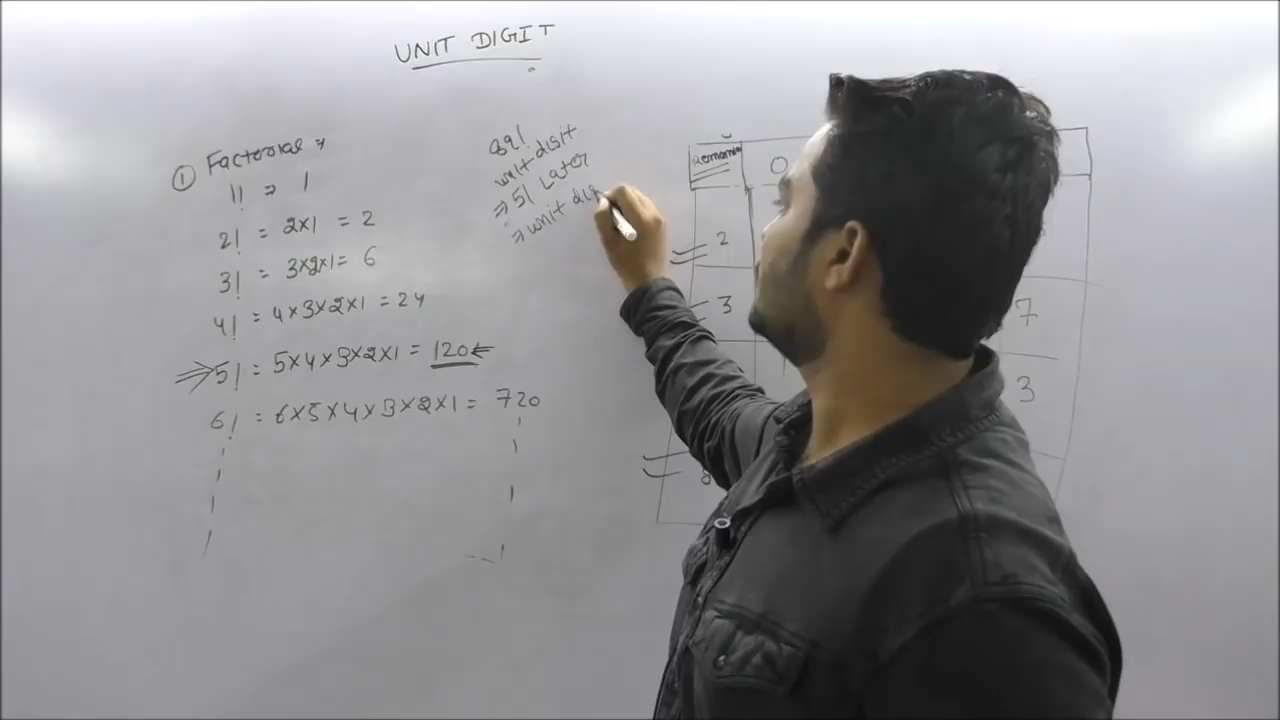 UNIT DIGIT
① Factorial ⇒
1! ⇒ 1
2! = 2×1 = 2
3! = 3×2×1 = 6
4! = 4×3×2×1 = 24
⇒ 5! = 5×4×3×2×1 = 120 ⇐
6! = 6×5×4×3×2×1 = 720
unit digit
⇒ 5! Later
⇒ unit dig
0
2
3
7
3
8